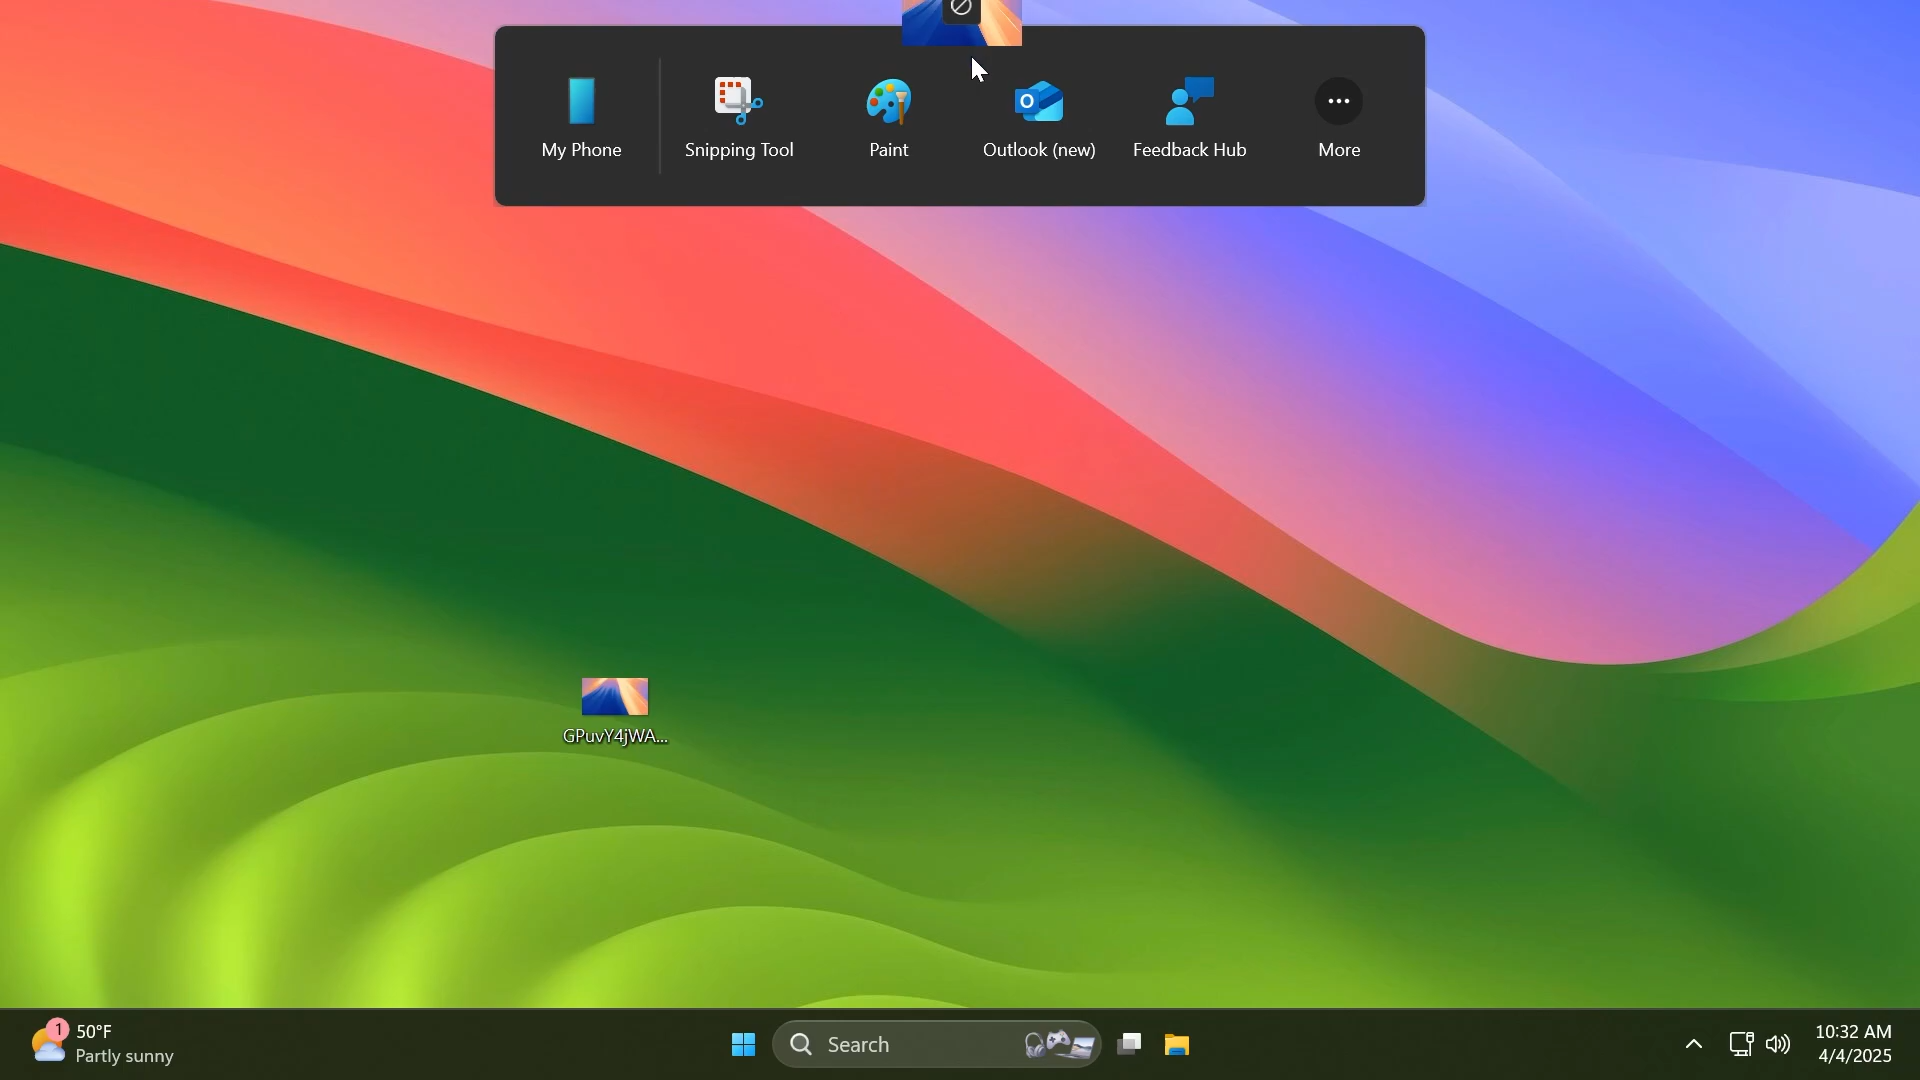 My Phone
Snipping Tool
Paint
O
Outlook (new)
Feedback Hub
More
GPuvY4jWA...
1
50°F
Partly sunny
Search
10:32 AM
4/4/2025